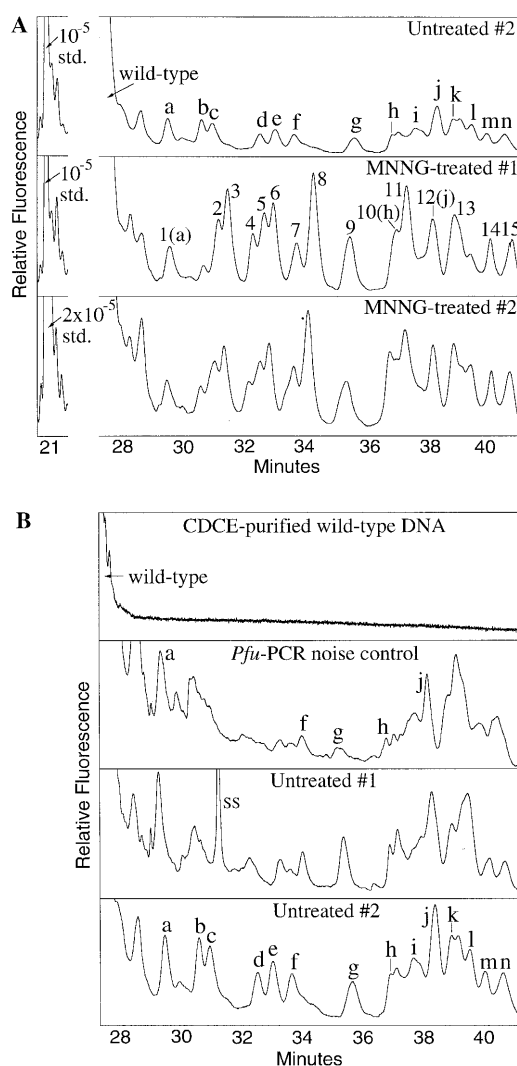 A
Relative Fluorescence
10-5
std.
wild-type
Untreated #2
a
b
c
d
e
f
g
h
i
j
k
l
m
n
10-5
std.
MNNG-treated #1
1(a)
2
3
4
5
6
7
8
9
10(h)
11
12(j)
13
14
15
2x10-5
std.
MNNG-treated #2
21 28 30 32 34 36 38 40
Minutes
B
Relative Fluorescence
CDCE-purified wild-type DNA
wild-type
Pfu-PCR noise control
a
f
g
h
j
Untreated #1
ss
Untreated #2
a
b
c
d
e
f
g
h
i
j
k
l
m
n
28 30 32 34 36 38 40
Minutes